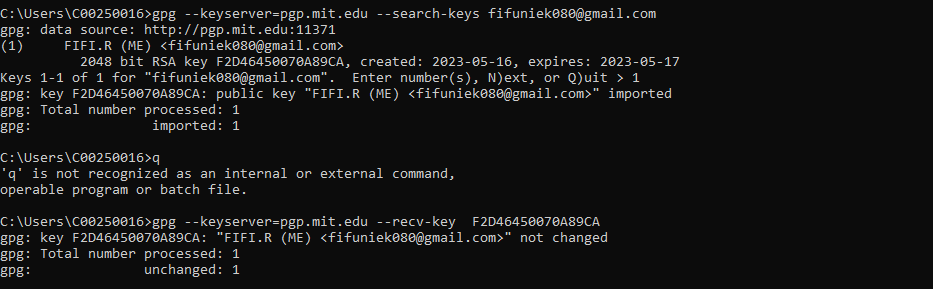 C:\Users\C00250016>gpg --keyserver=pgp.mit.edu --search-keys fifuniek080@gmail.com
gpg: data source: http://pgp.mit.edu:11371
(1)     FIFI.R (ME) <fifuniek080@gmail.com>
          2048 bit RSA key F2D46450070A89CA, created: 2023-05-16, expires: 2023-05-17
Keys 1-1 of 1 for "fifuniek080@gmail.com".  Enter number(s), N)ext, or Q)uit > 1
gpg: key F2D46450070A89CA: public key "FIFI.R (ME) <fifuniek080@gmail.com>" imported
gpg: Total number processed: 1
gpg:               imported: 1
C:\Users\C00250016>q
'q' is not recognized as an internal or external command,
operable program or batch file.
C:\Users\C00250016>gpg --keyserver=pgp.mit.edu --recv-key  F2D46450070A89CA
gpg: key F2D46450070A89CA: "FIFI.R (ME) <fifuniek080@gmail.com>" not changed
gpg: Total number processed: 1
gpg:              unchanged: 1